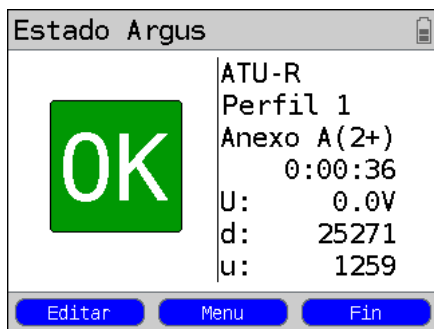 Estado Argus
OK
ATU-R
Perfil 1
Anexo A(2+)
0:00:36
U: 0.0V
d: 25271
u: 1259
Editar Menu Fin